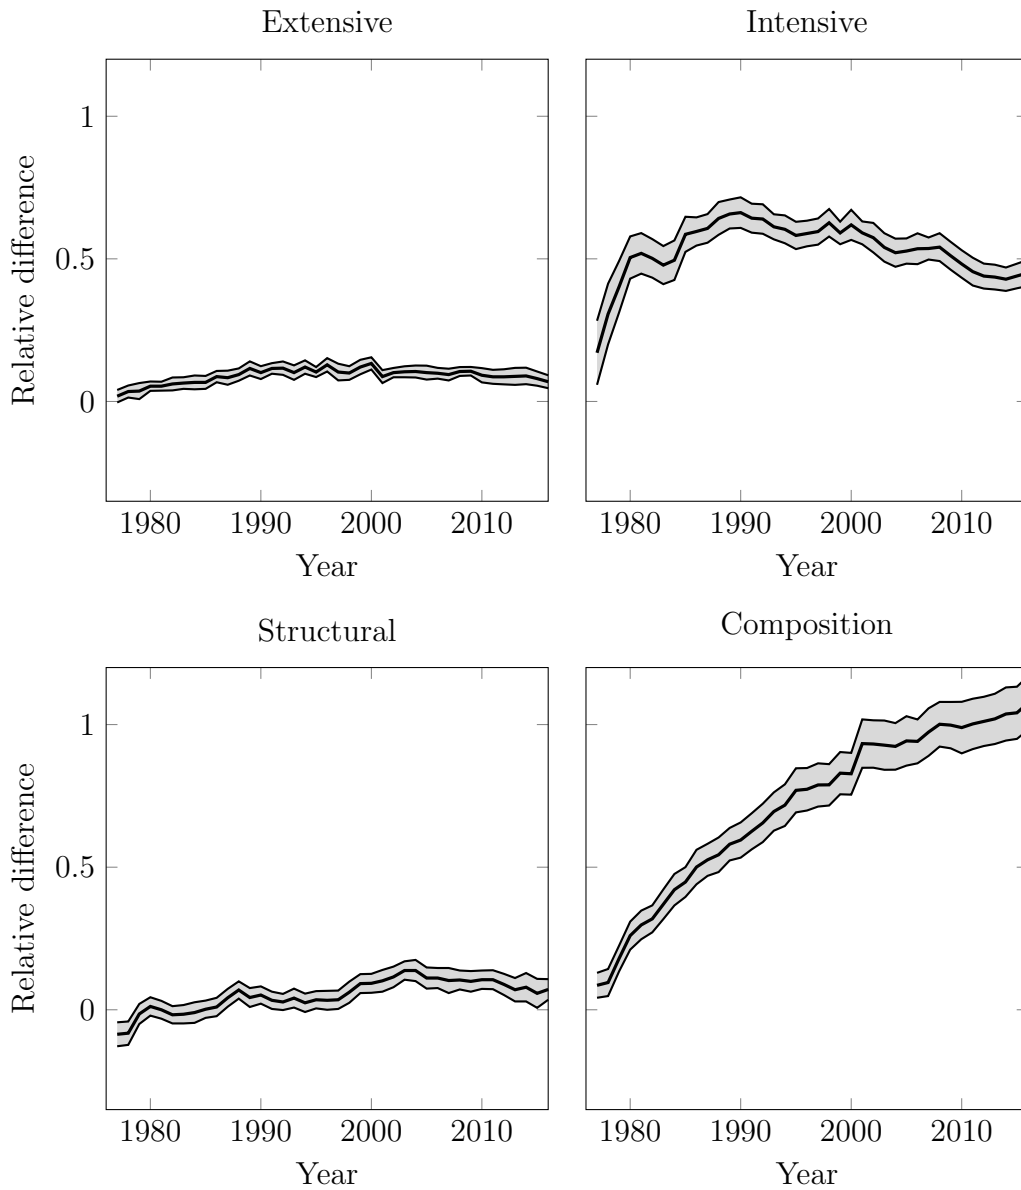 Extensive
Intensive
Relative difference
1
0.5
0
1980 1990 2000 2010
1980 1990 2000 2010
Year
Year
Structural
Composition
Relative difference
1
0.5
0
1980 1990 2000 2010
1980 1990 2000 2010
Year
Year